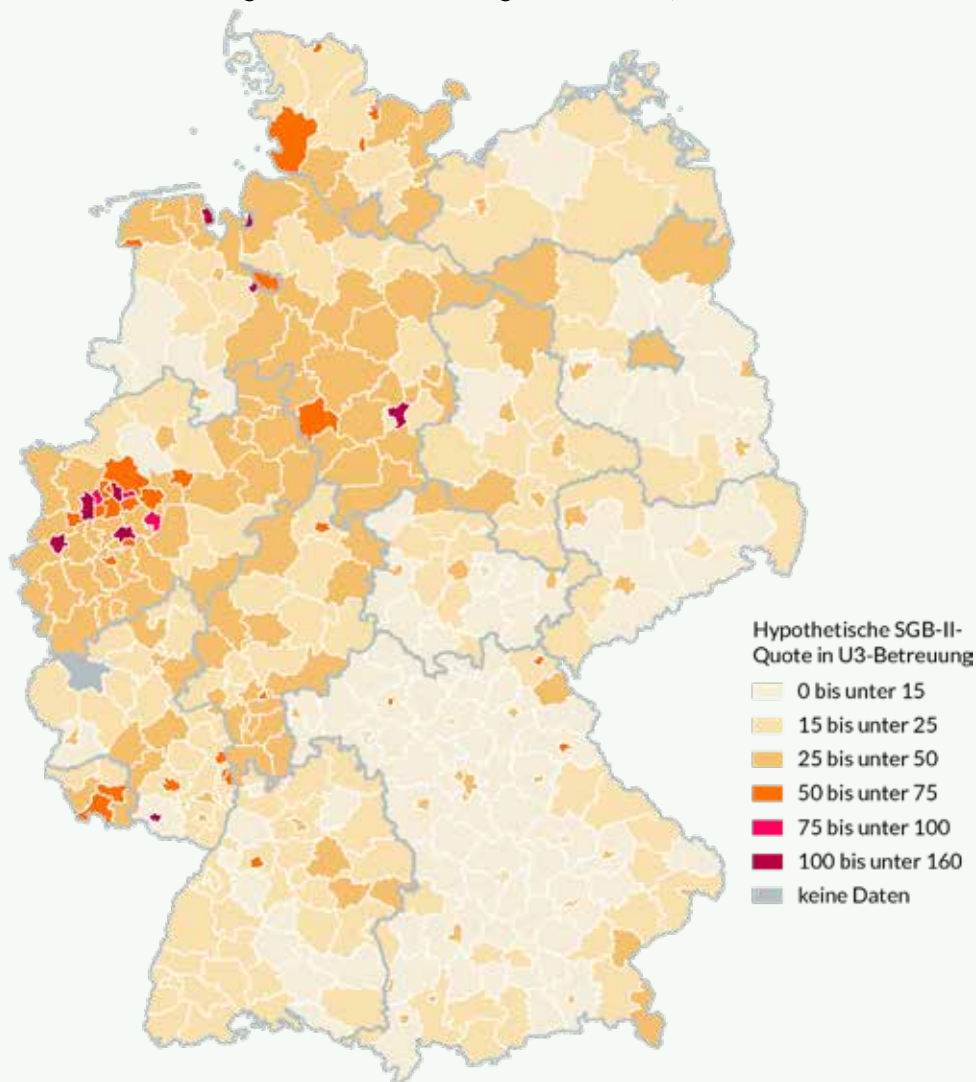 Hypothetische SGB-II-
Quote in U3-Betreuung
0 bis unter 15
15 bis unter 25
25 bis unter 50
50 bis unter 75
75 bis unter 100
100 bis unter 160
keine Daten